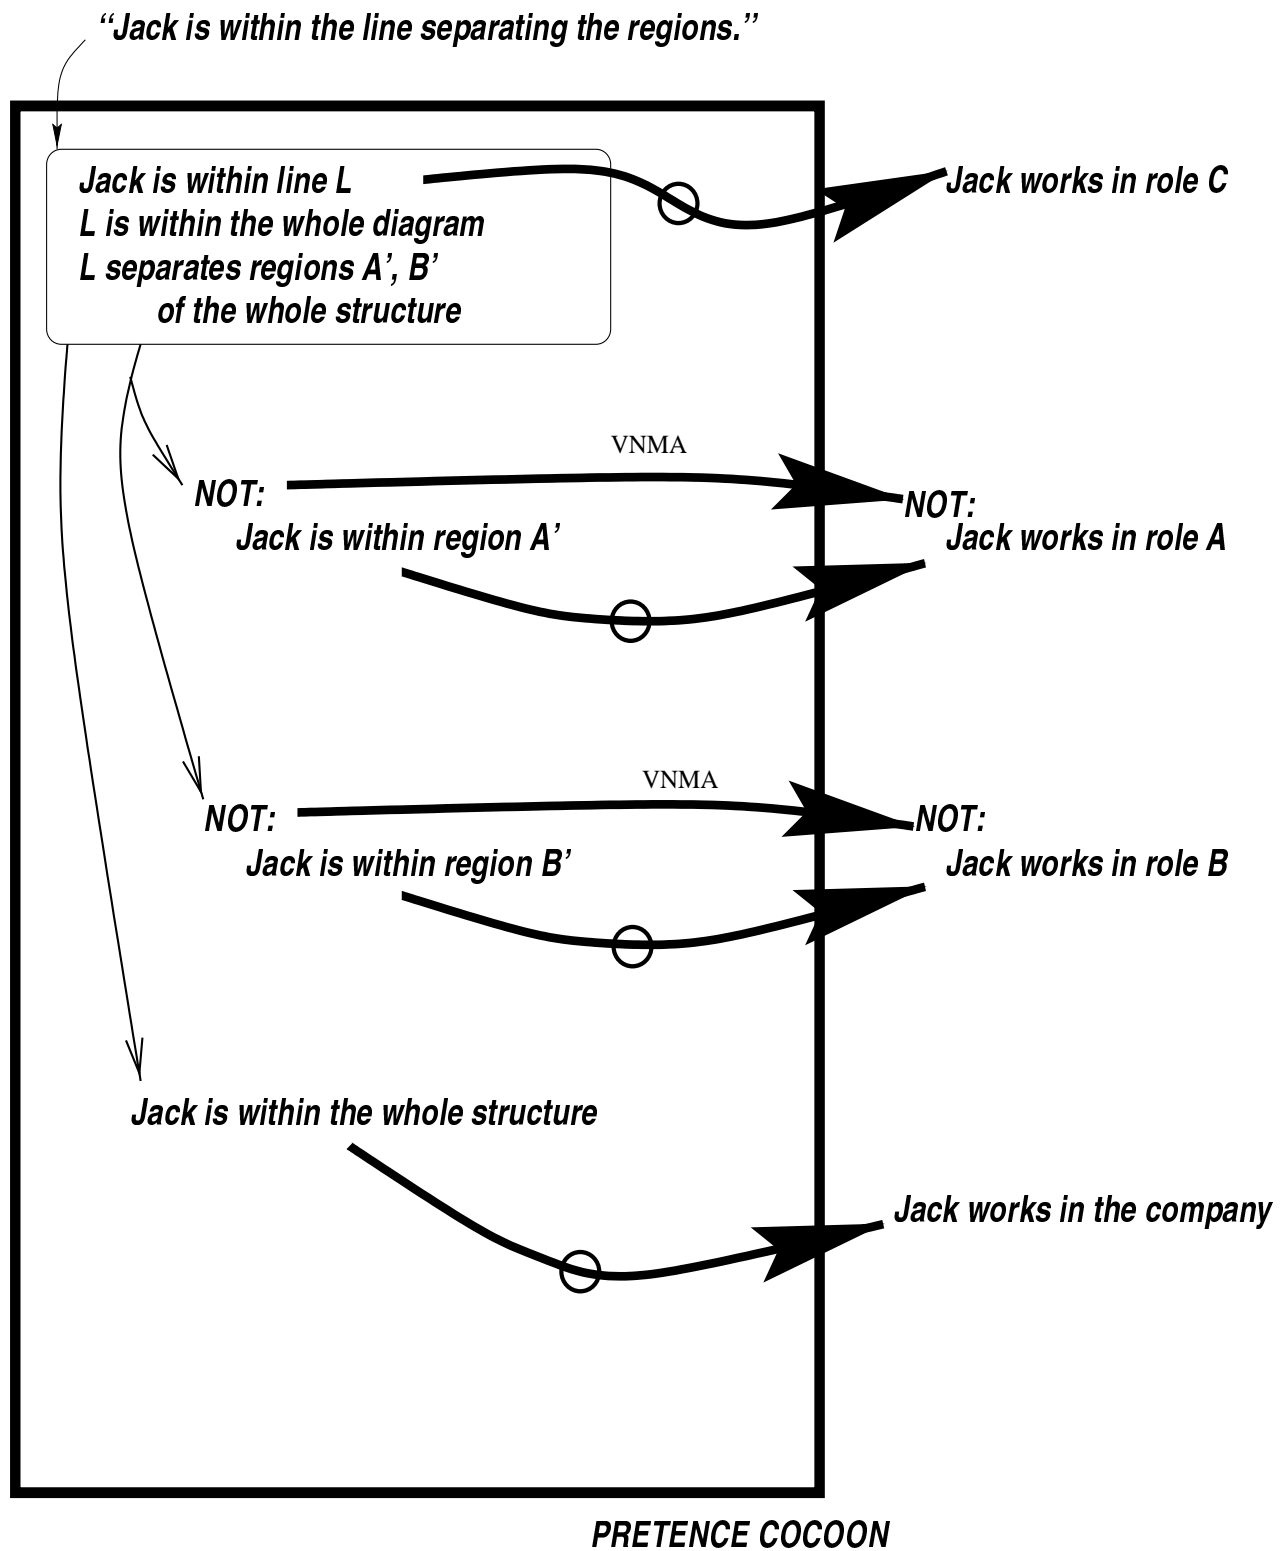 “Jack is within the line separating the regions.”
Jack is within line L
Jack works in role C
L is within the whole diagram
L separates regions A’, B’
of the whole structure
VNMA
NOT:
NOT:
Jack is within region A’
Jack works in role A
VNMA
NOT:
NOT:
Jack is within region B’
Jack works in role B
Jack is within the whole structure
Jack works in the company
PRETENCE COCOON